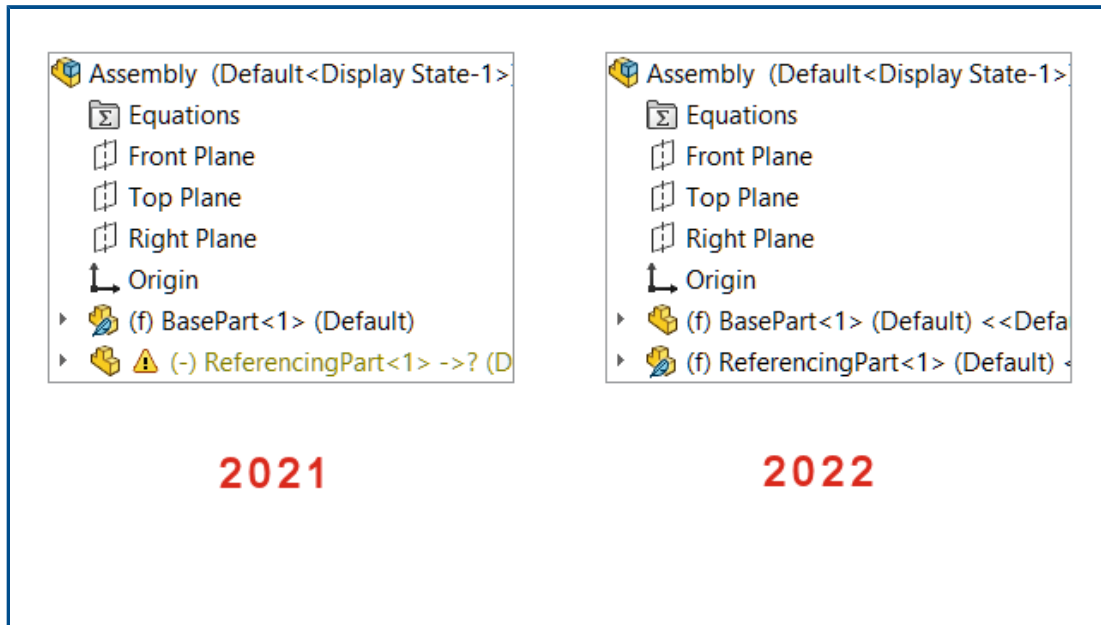 Assembly (Default<Display State-1>)
Equations
Front Plane
Top Plane
Right Plane
Origin
(f) BasePart<1> (Default)
(-) ReferencingPart<1> ->? (D
2021
Assembly (Default<Display State-1>)
Equations
Front Plane
Top Plane
Right Plane
Origin
(f) BasePart<1> (Default) <<Defa
(f) ReferencingPart<1> (Default) <
2022